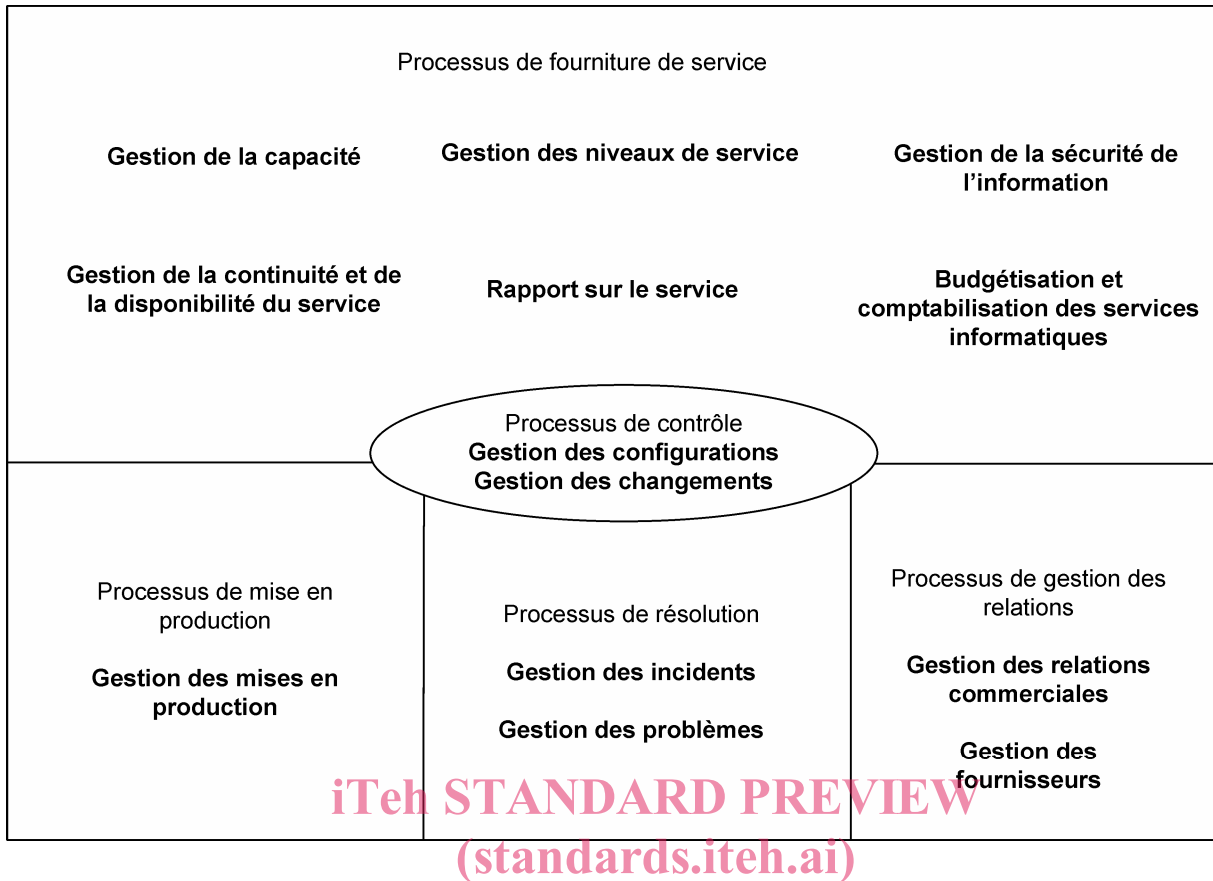 Processus de fourniture de service
Gestion de la capacité
Gestion des niveaux de service
Gestion de la sécurité de
l’information
Gestion de la continuité et de
la disponibilité du service
Rapport sur le service
Budgétisation et
comptabilisation des services
informatiques
Processus de contrôle
Gestion des configurations
Gestion des changements
Processus de mise en
production
Gestion des mises en
production
Processus de résolution
Gestion des incidents
Gestion des problèmes
Processus de gestion des
relations
Gestion des relations
commerciales
Gestion des
fournisseurs
iTeh STANDARD PREVIEW
(standards.iteh.ai)